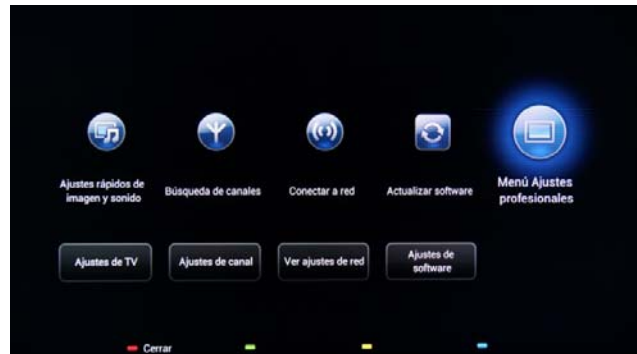 Ajustes rápidos de
imagen y sonido
Búsqueda de canales
Conectar a red
Actualizar software
Menú Ajustes
profesionales
Ajustes de TV
Ajustes de canal
Ver ajustes de red
Ajustes de
software
Cerrar